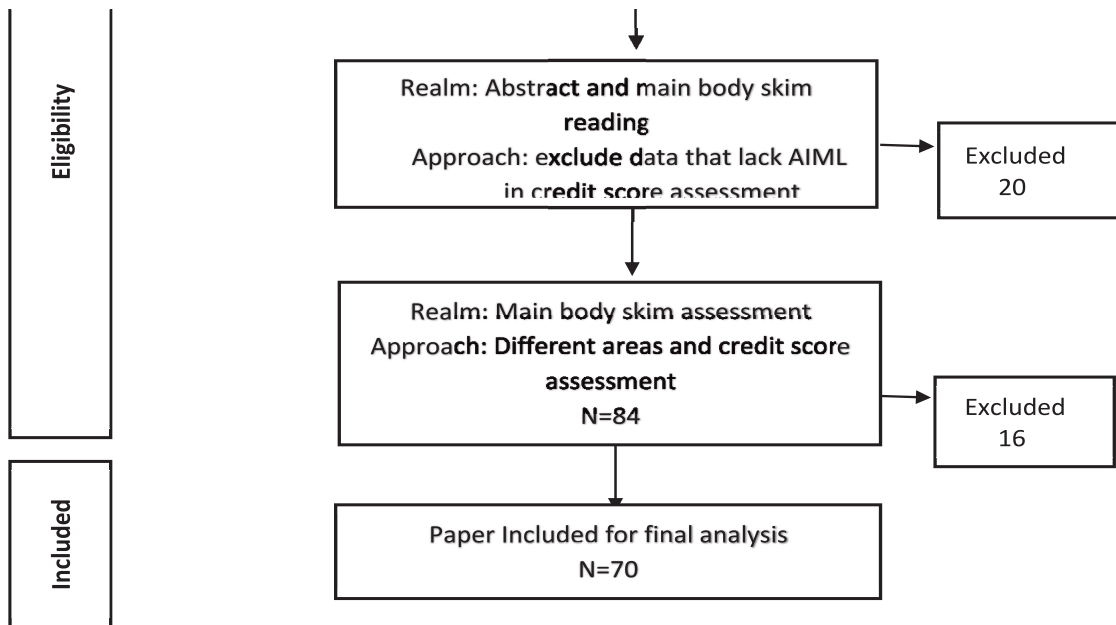 Eligibility
Realm: Abstract and main body skim
reading
Approach: exclude data that lack AIML
in credit score assessment
Excluded
20
Realm: Main body skim assessment
Approach: Different areas and credit score
assessment
N=84
Excluded
16
Included
Paper Included for final analysis
N=70